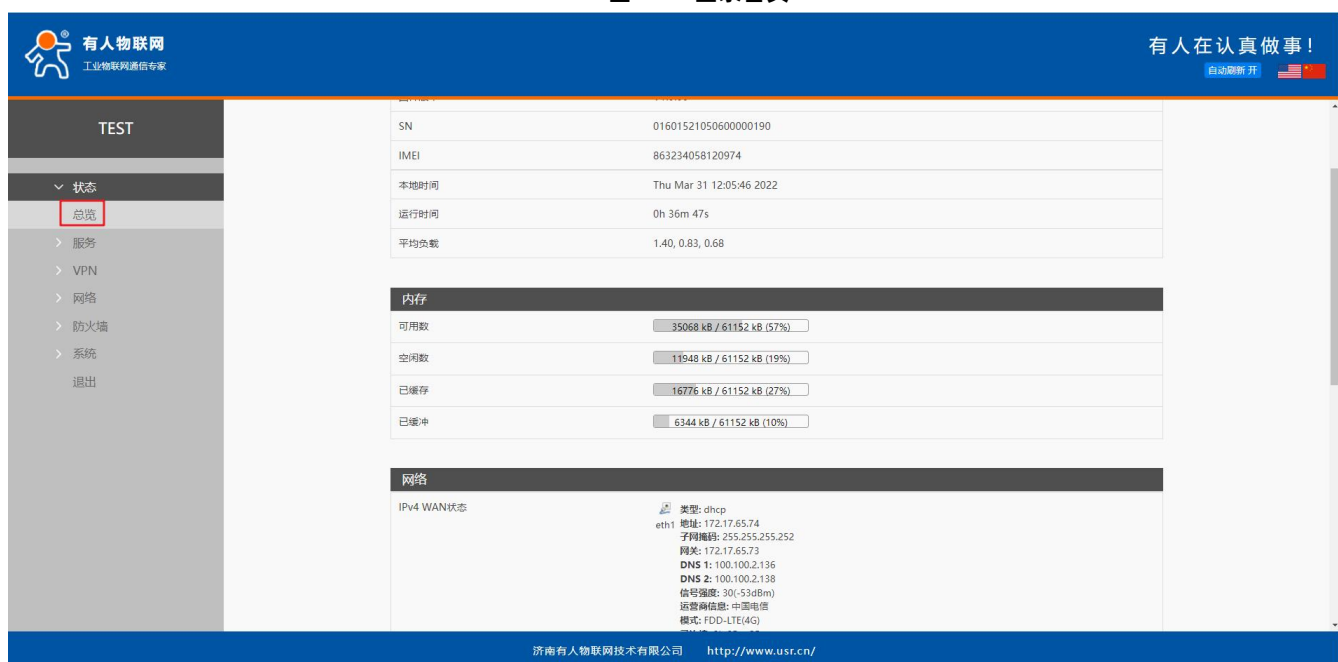 有人物联网
工业物联网通信专家
有人在认真做事!
自动刷新 开
TEST
状态
总览
服务
VPN
网络
防火墙
系统
退出
SN 01601521050600000190
IMEI 863234058120974
本地时间 Thu Mar 31 12:05:46 2022
运行时间 0h 36m 47s
平均负载 1.40, 0.83, 0.68
内存
可用数 35068 kB / 61152 kB (57%)
空闲数 11948 kB / 61152 kB (19%)
已缓存 16776 kB / 61152 kB (27%)
已缓冲 6344 kB / 61152 kB (10%)
网络
IPv4 WAN状态
eth1
类型: dhcp
地址: 172.17.65.74
子网掩码: 255.255.255.252
网关: 172.17.65.73
DNS 1: 100.100.2.136
DNS 2: 100.100.2.138
信号强度: 30(-53dBm)
运营商信息: 中国电信
模式: FDD-LTE(4G)
济南有人物联网技术有限公司 http://www.usr.cn/